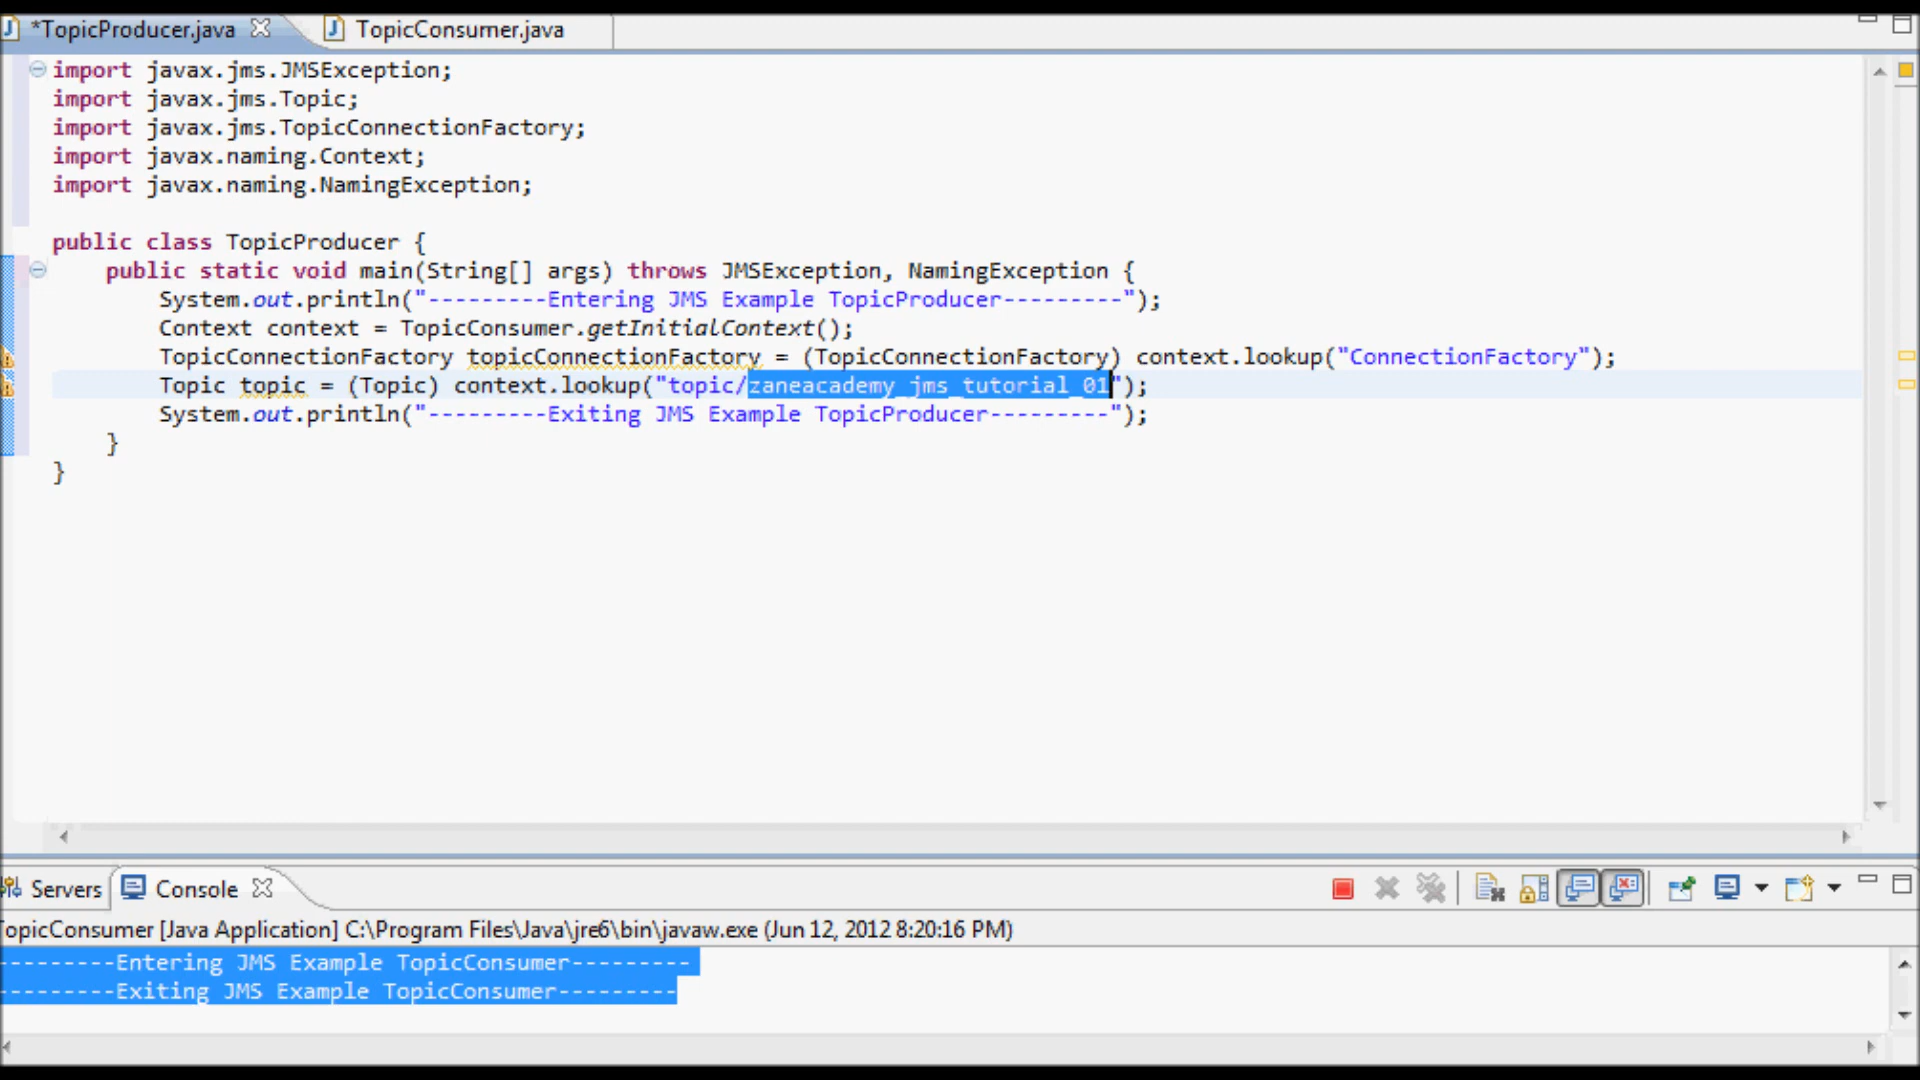 *TopicProducer.java
TopicConsumer.java
import javax.jms.JMSException;
import javax.jms.Topic;
import javax.jms.TopicConnectionFactory;
import javax.naming.Context;
import javax.naming.NamingException;
public class TopicProducer {
public static void main(String[] args) throws JMSException, NamingException {
System.out.println("---------Entering JMS Example TopicProducer---------");
Context context = TopicConsumer.getInitialContext();
TopicConnectionFactory topicConnectionFactory = (TopicConnectionFactory) context.lookup("ConnectionFactory");
Topic topic = (Topic) context.lookup("topic/zaneacademy_jms_tutorial_01");
System.out.println("---------Exiting JMS Example TopicProducer---------");
}
}
Servers
Console
TopicConsumer [Java Application] C:\Program Files\Java\jre6\bin\javaw.exe (Jun 12, 2012 8:20:16 PM)
---------Entering JMS Example TopicConsumer---------
---------Exiting JMS Example TopicConsumer---------